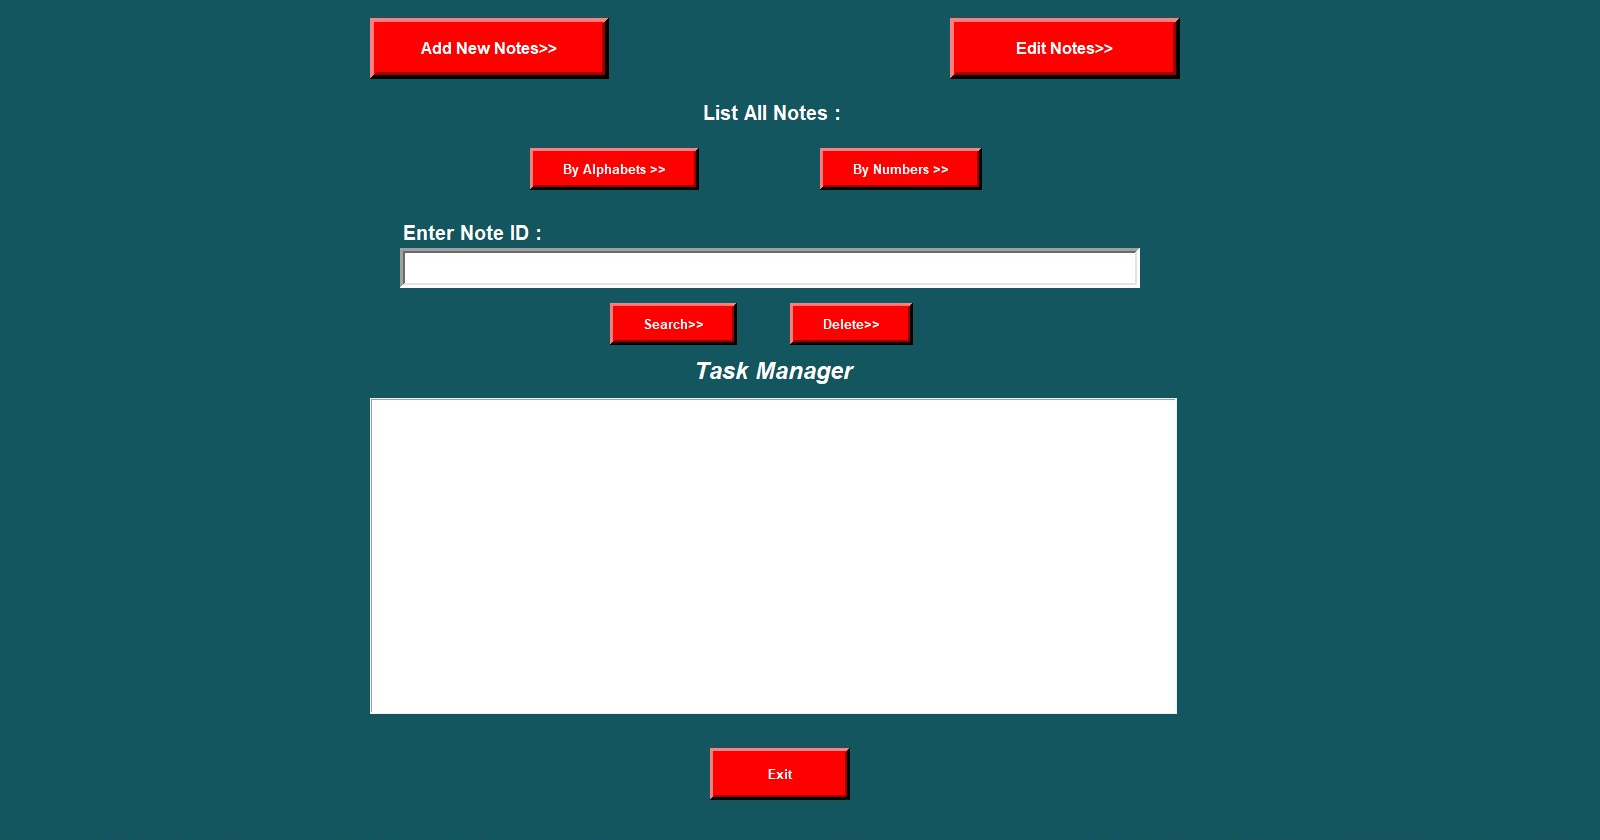 Add New Notes>>
Edit Notes>>
List All Notes :
By Alphabets >>
By Numbers >>
Enter Note ID :
Search>>
Delete>>
Task Manager
Exit